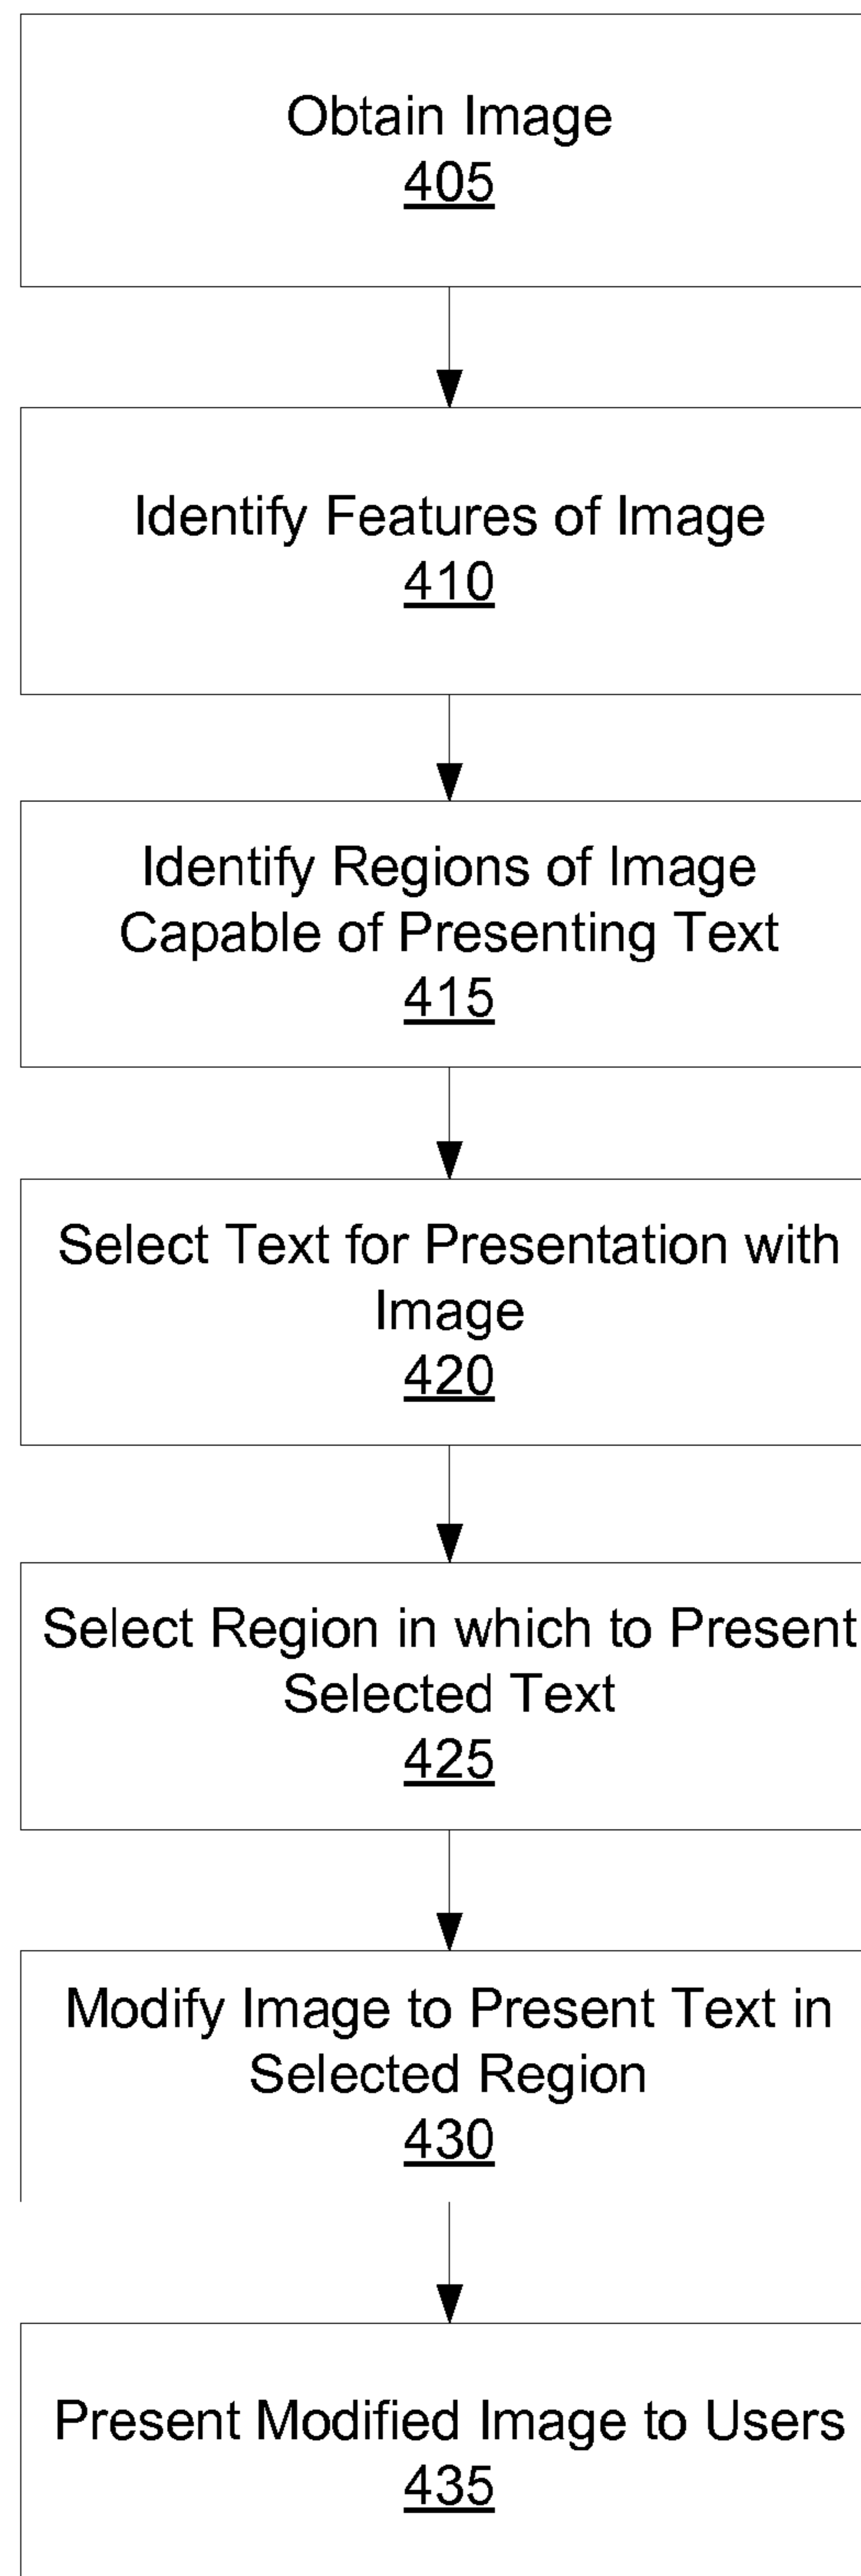 Obtain Image
405
Identify Features of Image
410
Identify Regions of Image
Capable of Presenting Text
415
Select Text for Presentation with
Image
420
Select Region in which to Present
Selected Text
425
Modify Image to Present Text in
Selected Region
430
Present Modified Image to Users
435